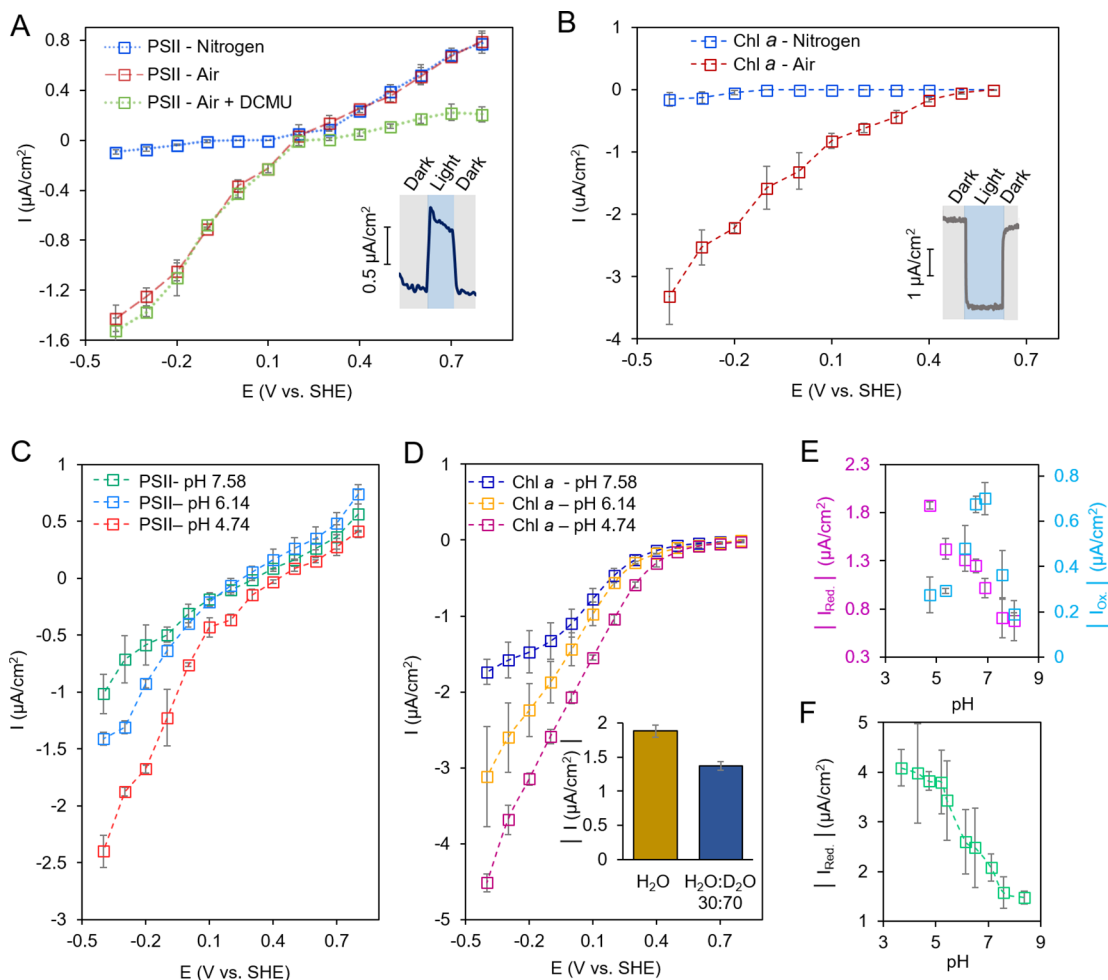 A
PSII - Nitrogen
PSII - Air
PSII - Air + DCMU
I (µA/cm²)
0.8
0.4
0
-0.4
-0.8
-1.2
-1.6
-0.5 -0.2 0.1 0.4 0.7
E (V vs. SHE)
Dark Light Dark
0.5 µA/cm²
B
Chl a - Nitrogen
Chl a - Air
I (uA/cm²)
1
0
-1
-2
-3
-4
-0.5 -0.2 0.1 0.4 0.7
E (V vs. SHE)
Dark Light Dark
1 µA/cm²
C
PSII- pH 7.58
PSII– pH 6.14
PSII– pH 4.74
I (µA/cm²)
1
0.5
0
-0.5
-1
-1.5
-2
-2.5
-3
-0.5 -0.2 0.1 0.4 0.7
E (V vs. SHE)
D
Chl a - pH 7.58
Chl a – pH 6.14
Chl a – pH 4.74
I (µA/cm²)
1
0
-1
-2
-3
-4
-5
-0.5 -0.2 0.1 0.4 0.7
E (V vs. SHE)
| I (µA/cm²) |
2
1.5
1
0.5
0
H₂O H₂O:D₂O
30:70
E
| I Red. | (µA/cm²)
2.3
1.8
1.3
0.8
0.3
0.8
0.6
0.4
0.2
0
| I Ox. | (µA/cm²)
3 5 7 9
pH
F
| I Red. | (µA/cm²)
5
4
3
2
1
3 5 7 9
pH